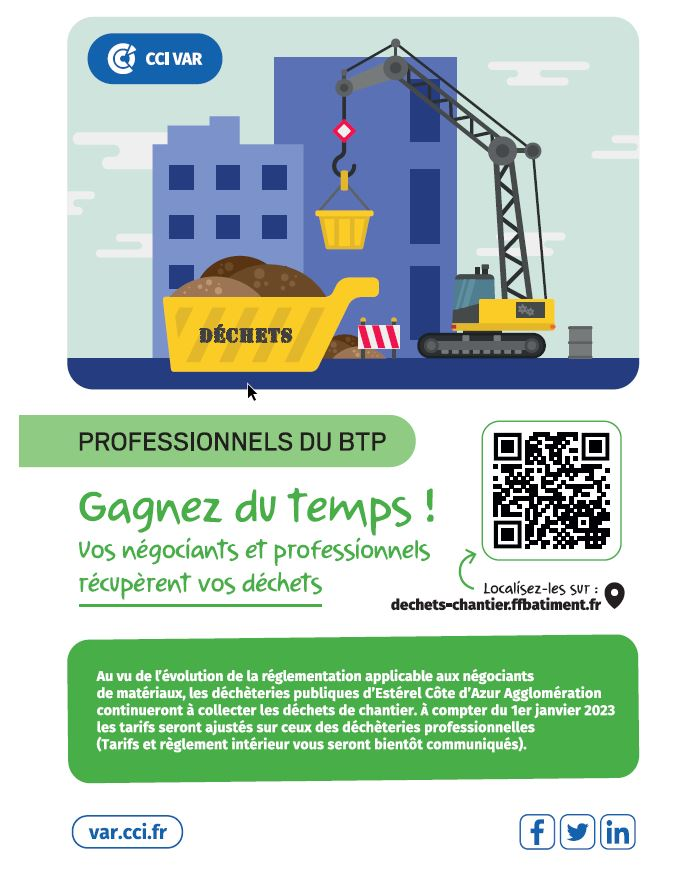 CCI VAR
DÉCHETS
PROFESSIONNELS DU BTP
Gagnez du temps !
Vos négociants et professionnels
récupèrent vos déchets
Localisez-les sur :
dechets-chantier.ffbatiment.fr
Au vu de l'évolution de la réglementation applicable aux négociants
de matériaux, les déchèteries publiques d'Estérel Côte d'Azur Agglomération
continueront à collecter les déchets de chantier. À compter du 1er janvier 2023
les tarifs seront ajustés sur ceux des déchèteries professionnelles
(Tarifs et règlement intérieur vous seront bientôt communiqués).
var.cci.fr